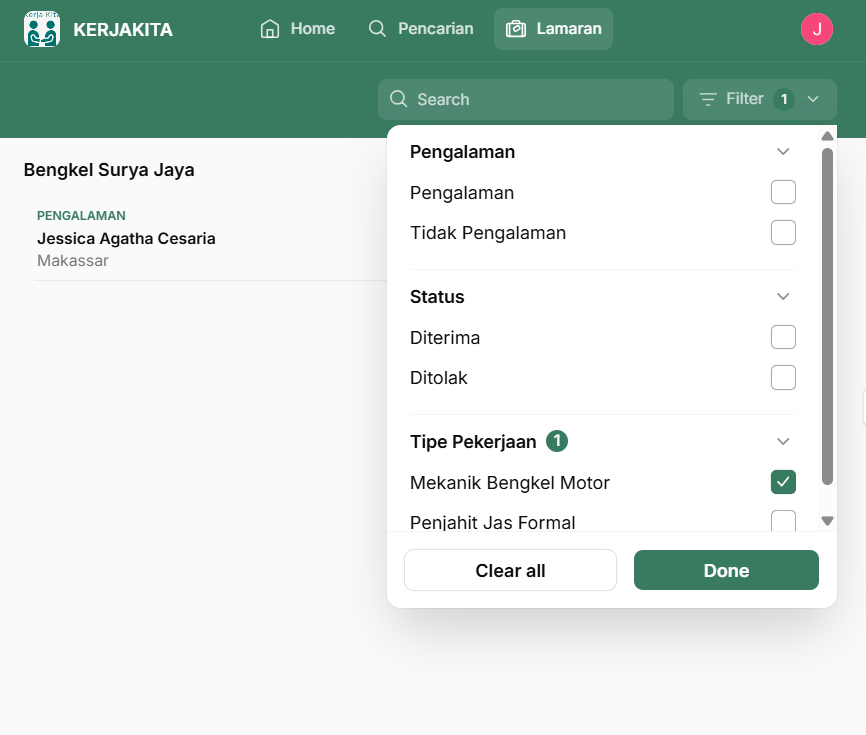 Kerja Kita
KERJAKITA
Home
Pencarian
Lamaran
J
Search
Filter 1
Bengkel Surya Jaya
PENGALAMAN
Jessica Agatha Cesaria
Makassar
Pengalaman
Pengalaman
Tidak Pengalaman
Status
Diterima
Ditolak
Tipe Pekerjaan 1
Mekanik Bengkel Motor
Penjahit Jas Formal
Clear all
Done